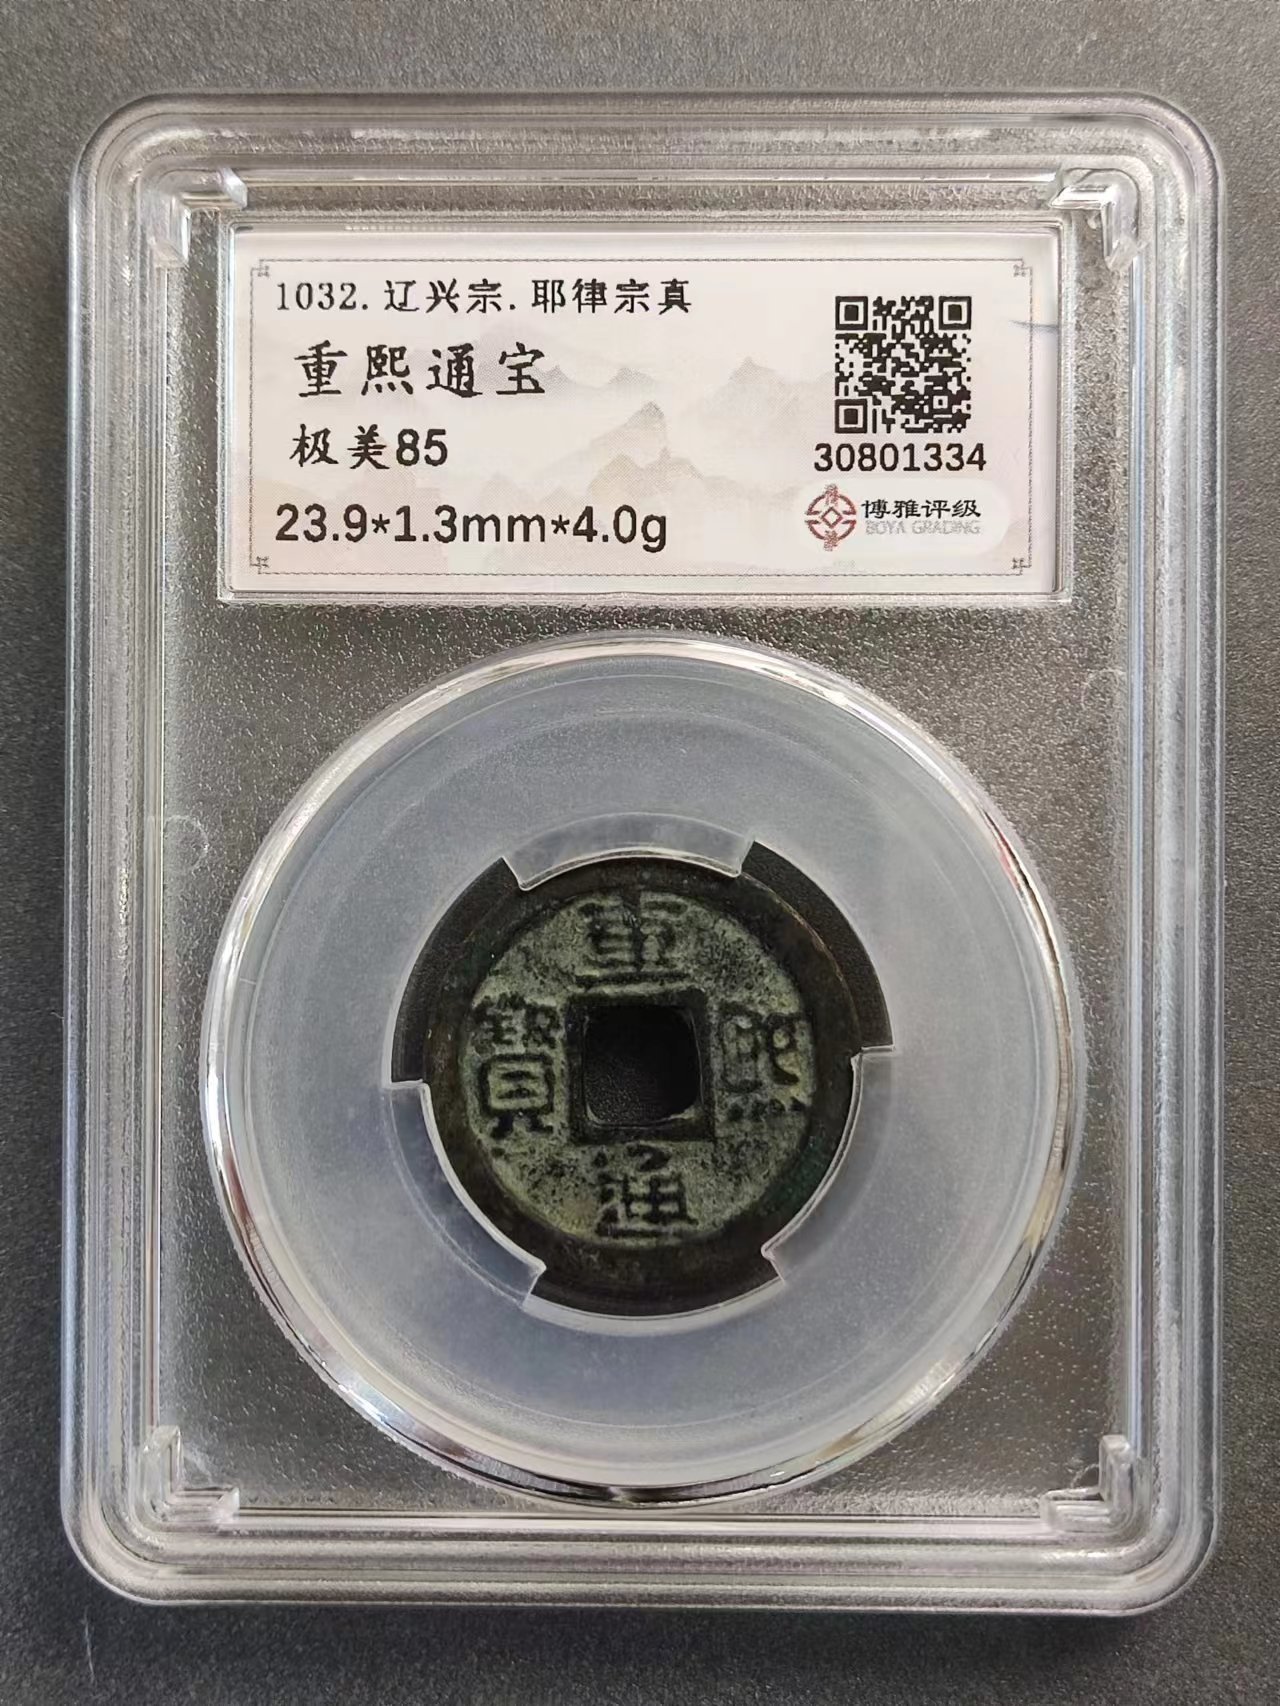 1032.辽兴宗.耶律宗真
重熙通宝
极美85
23.9*1.3mm*4.0g
30801334
博雅评级
BOYA GRADING
重
熙
通
寶